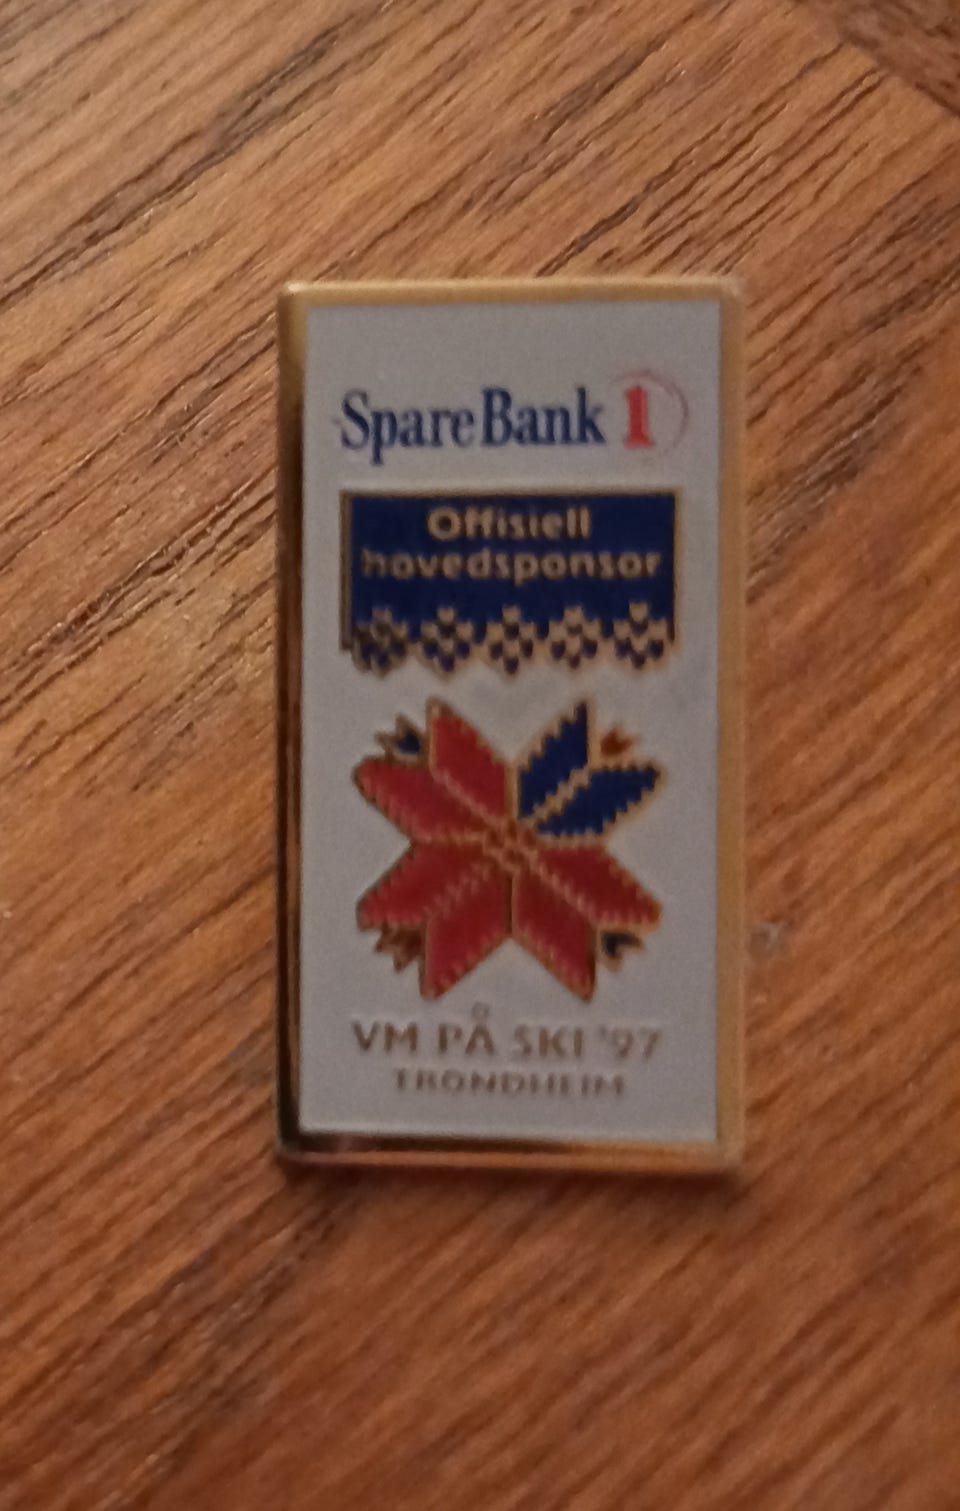 SpareBank 1
Offisiell
hovedsponsor
VM PÅ SKI '97
TRONDHEIM